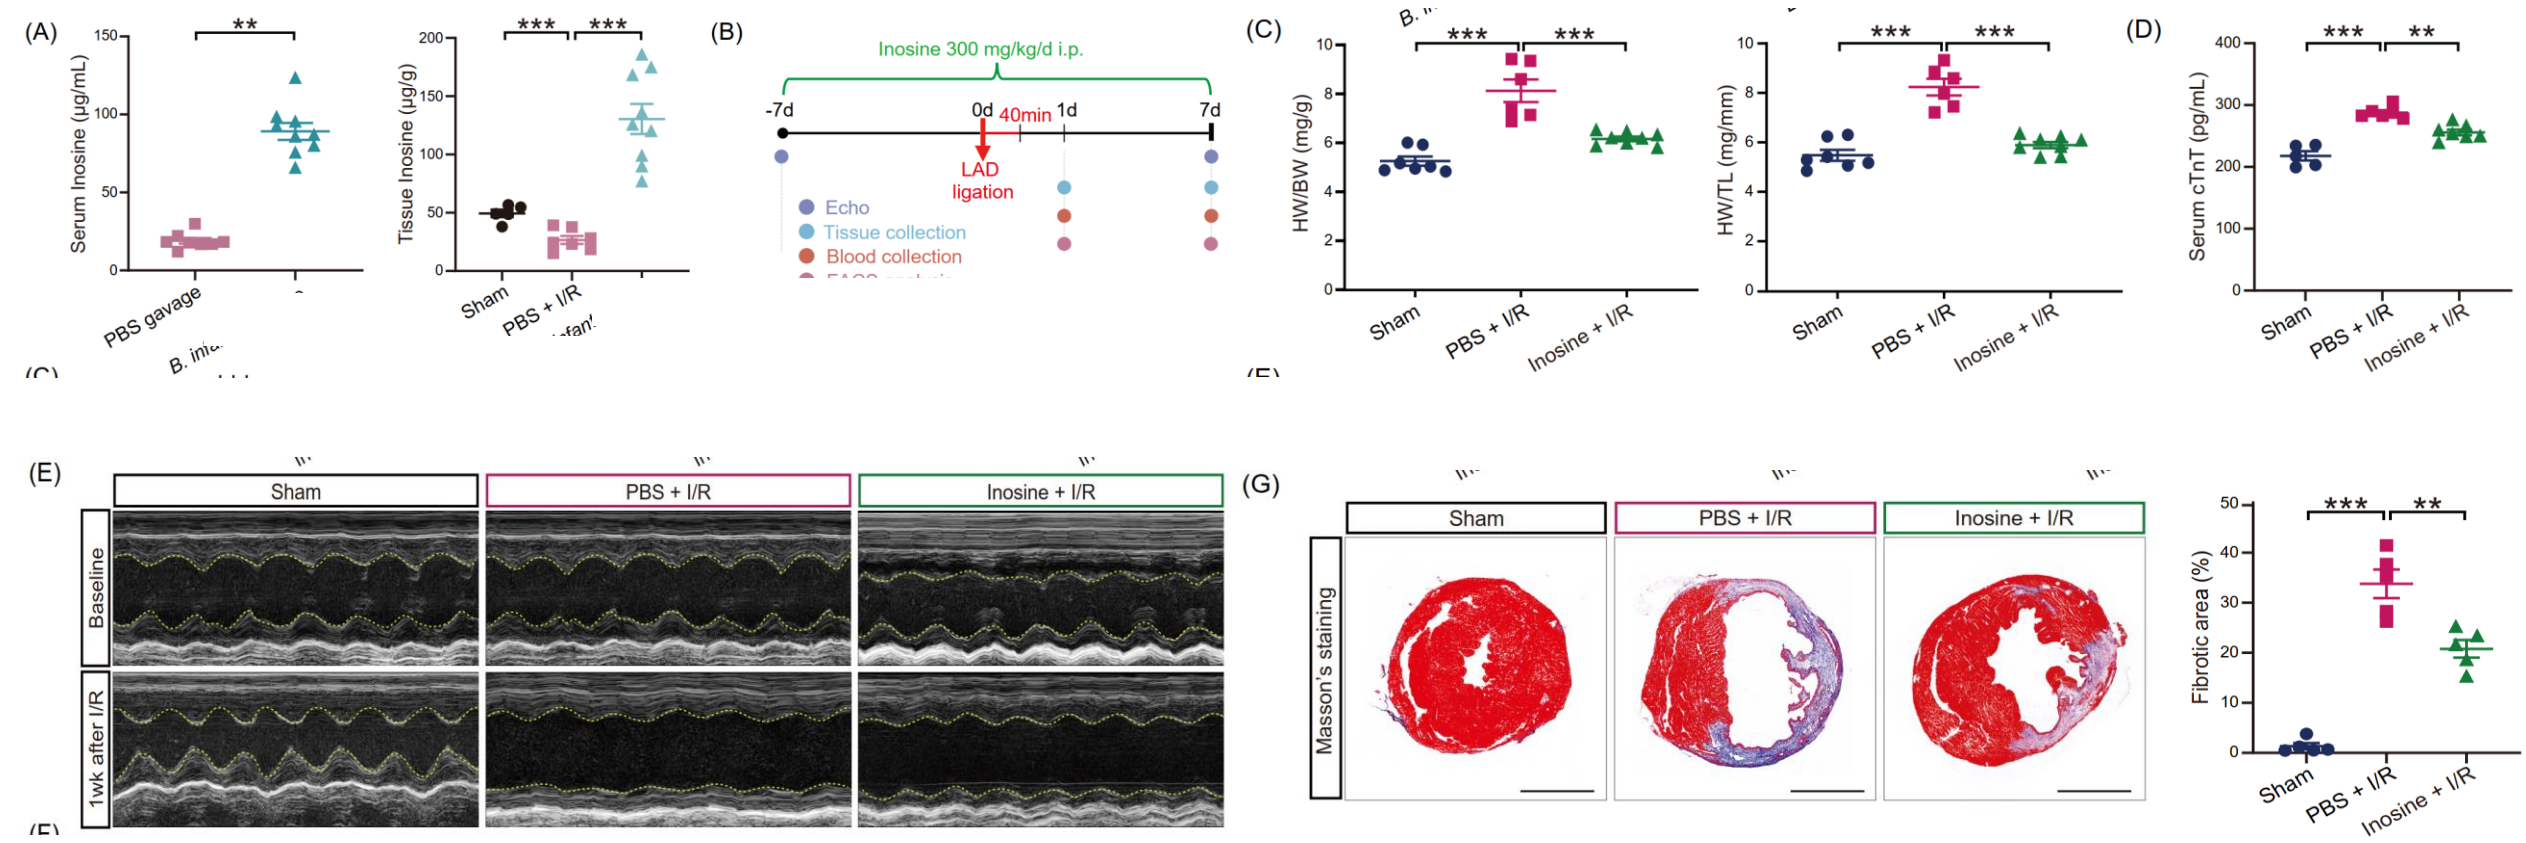 (A)
**
Serum Inosine (µg/mL)
150
100
50
0
PBS gavage
*** ***
Tissue Inosine (µg/g)
200
150
100
50
0
Sham
PBS + I/R
(B)
Inosine 300 mg/kg/d i.p.
-7d 0d 40min 1d 7d
LAD
ligation
Echo
Tissue collection
Blood collection
(C)
*** ***
HW/BW (mg/g)
10
8
6
4
2
0
Sham
PBS + I/R
Inosine + I/R
*** ***
HW/TL (mg/mm)
10
8
6
4
2
0
Sham
PBS + I/R
Inosine + I/R
(D)
*** **
Serum cTnT (pg/mL)
400
300
200
100
0
Sham
PBS + I/R
Inosine + I/R
(E)
Sham PBS + I/R Inosine + I/R
Baseline
1wk after I/R
(G)
Sham PBS + I/R Inosine + I/R
Masson's staining
*** **
Fibrotic area (%)
50
40
30
20
10
0
Sham
PBS + I/R
Inosine + I/R